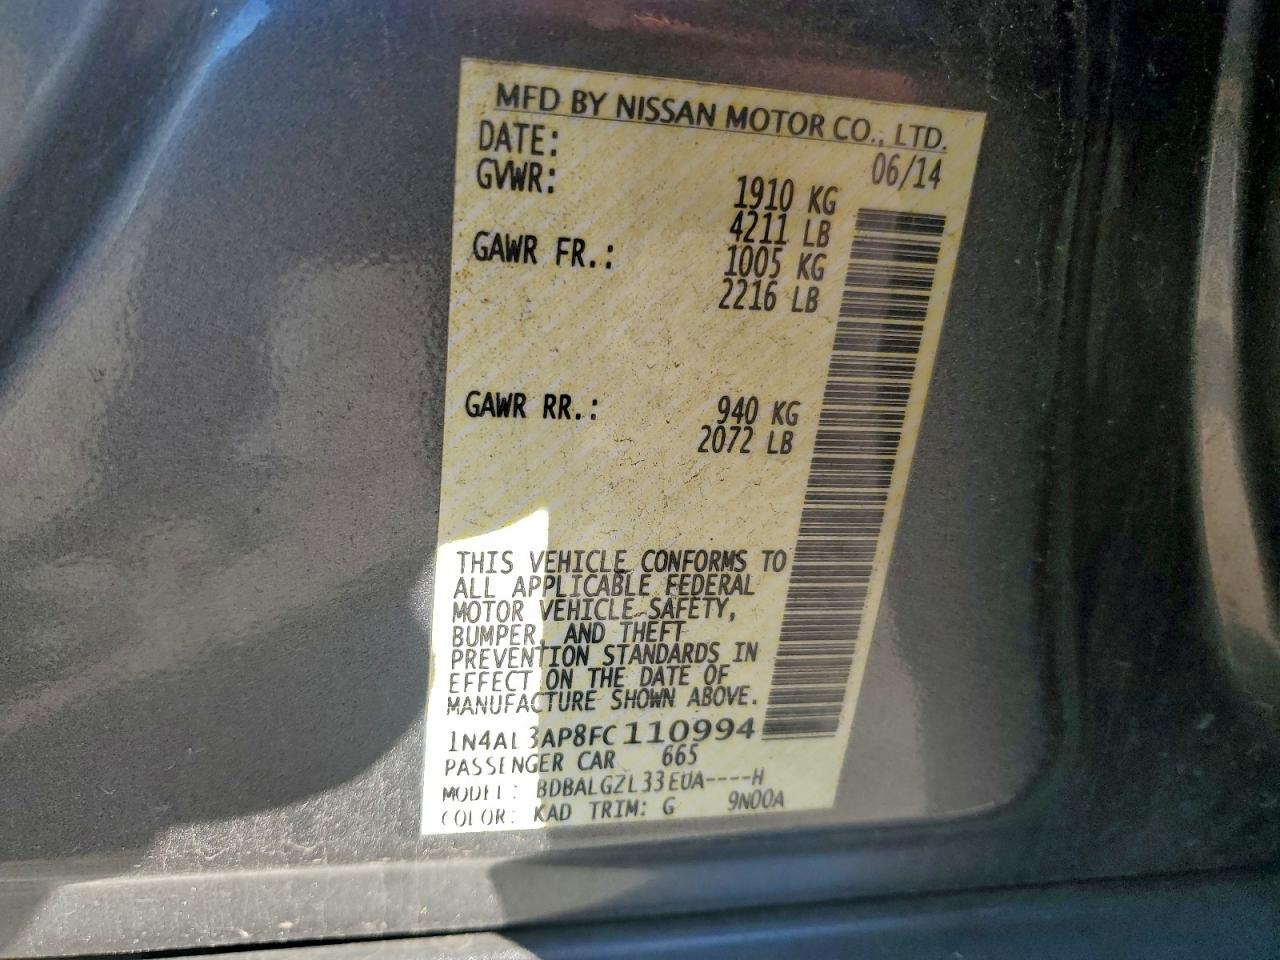 MFD BY NISSAN MOTOR CO., LTD.
DATE: 06/14
GVWR: 1910 KG
4211 LB
GAWR FR.: 1005 KG
2216 LB
GAWR RR.: 940 KG
2072 LB
THIS VEHICLE CONFORMS TO
ALL APPLICABLE FEDERAL
MOTOR VEHICLE SAFETY,
BUMPER, AND THEFT
PREVENTION STANDARDS IN
EFFECT ON THE DATE OF
MANUFACTURE SHOWN ABOVE.
1N4AL3AP8FC110994
PASSENGER CAR 665
MODEL: BDBALGZL33EUA----H
COLOR: KAD TRIM: G 9N00A